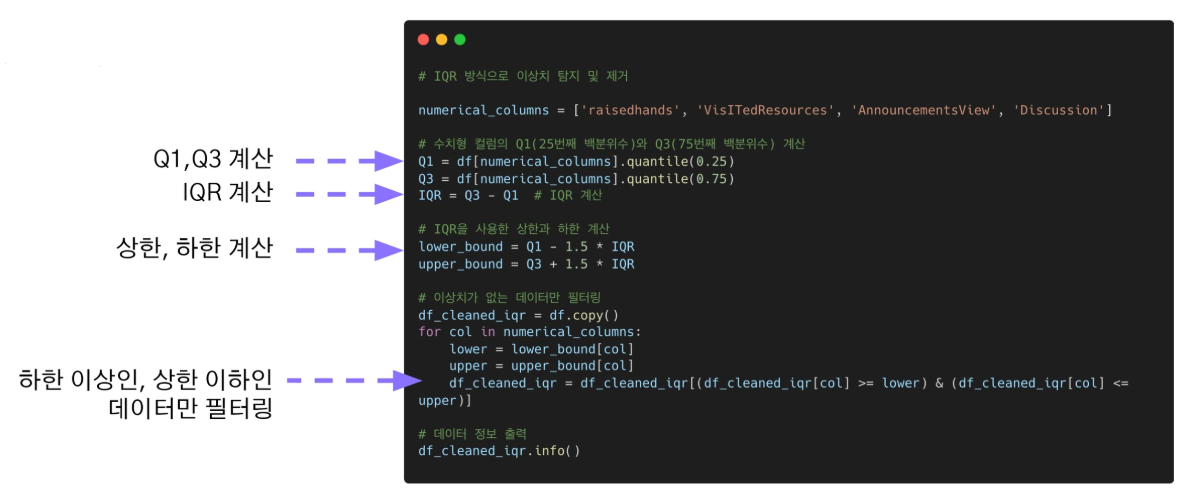 # IQR 방식으로 이상치 탐지 및 제거
numerical_columns = ['raisedhands', 'VisITedResources', 'AnnouncementsView', 'Discussion']
# 수치형 컬럼의 Q1(25번째 백분위수)와 Q3(75번째 백분위수) 계산
Q1,Q3 계산
Q1 = df[numerical_columns].quantile(0.25)
Q3 = df[numerical_columns].quantile(0.75)
IQR 계산
IQR = Q3 - Q1  # IQR 계산
# IQR을 사용한 상한과 하한 계산
상한, 하한 계산
lower_bound = Q1 - 1.5 * IQR
upper_bound = Q3 + 1.5 * IQR
# 이상치가 없는 데이터만 필터링
df_cleaned_iqr = df.copy()
for col in numerical_columns:
    lower = lower_bound[col]
    upper = upper_bound[col]
하한 이상인, 상한 이하인
데이터만 필터링
    df_cleaned_iqr = df_cleaned_iqr[(df_cleaned_iqr[col] >= lower) & (df_cleaned_iqr[col] <=
upper)]
# 데이터 정보 출력
df_cleaned_iqr.info()